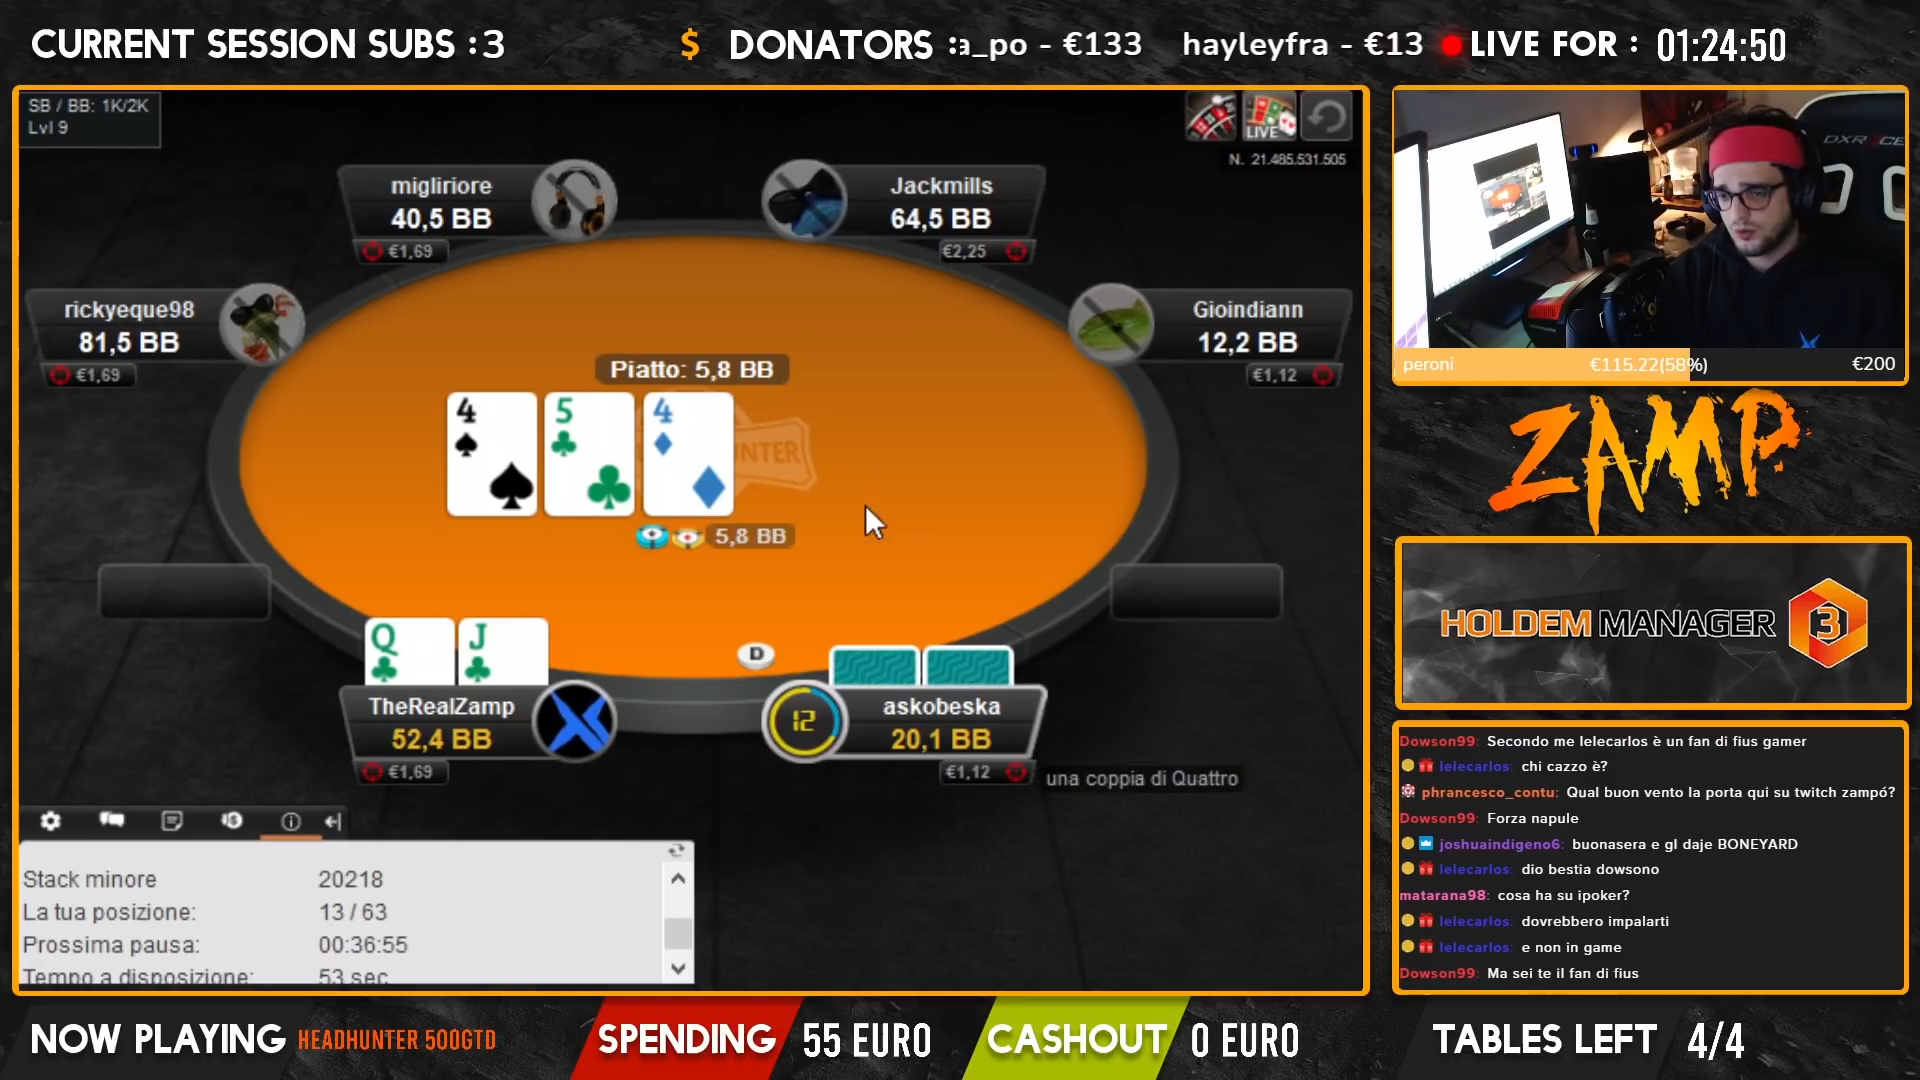 CURRENT SESSION SUBS : 3
$ DONATORS : a_po - €133 hayleyfra - €13
LIVE FOR : 01:24:50
SB / BB: 1K/2K
Lvl 9
LIVE
N. 21.485.531.505
migliriore
40,5 BB
€1,69
Jackmills
64,5 BB
€2,25
rickyeque98
81,5 BB
€1,69
Gioindiann
12,2 BB
€1,12
Piatto: 5,8 BB
4
5
4
5,8 BB
Q
J
D
TheRealZamp
52,4 BB
€1,69
12
askobeska
20,1 BB
€1,12
una coppia di Quattro
Stack minore 20218
La tua posizione: 13 / 63
Prossima pausa: 00:36:55
Tempo a disposizione: 53 sec
peroni €115.22(58%) €200
ZAMP
HOLDEM MANAGER 3
Dowson99: Secondo me lelecarlos è un fan di fius gamer
lelecarlos: chi cazzo è?
phrancesco_contu: Qual buon vento la porta qui su twitch zampó?
Dowson99: Forza napule
joshuaindigeno6: buonasera e gl daje BONEYARD
lelecarlos: dio bestia dowsono
matarana98: cosa ha su ipoker?
lelecarlos: dovrebbero impalarti
lelecarlos: e non in game
Dowson99: Ma sei te il fan di fius
NOW PLAYING HEADHUNTER 500GTD
SPENDING 55 EURO
CASHOUT 0 EURO
TABLES LEFT 4/4